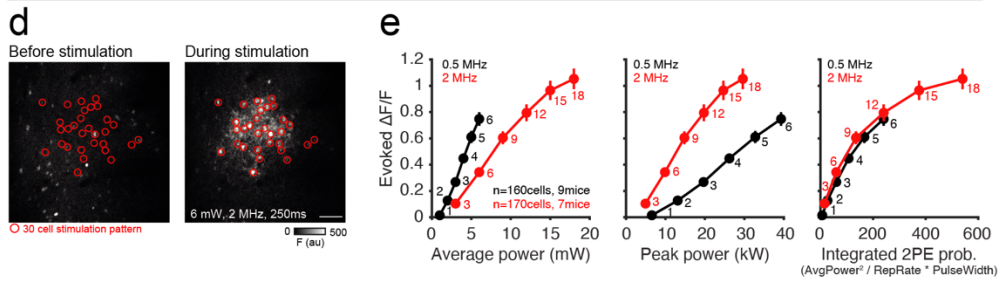 d
Before stimulation
During stimulation
6 mW, 2 MHz, 250ms
30 cell stimulation pattern
0 500
F (au)
e
Evoked ΔF/F
1.2
1
0.8
0.6
0.4
0.2
0
0.5 MHz
2 MHz
1
2
3
4
5
6
3
6
9
12
15
18
n=160cells, 9mice
n=170cells, 7mice
0 5 10 15 20
Average power (mW)
0.5 MHz
2 MHz
1
2
3
4
5
6
3
6
9
12
15
18
0 10 20 30 40
Peak power (kW)
0.5 MHz
2 MHz
1
2
3
4
5
6
3
6
9
12
15
18
0 200 400 600
Integrated 2PE prob.
(AvgPower² / RepRate * PulseWidth)